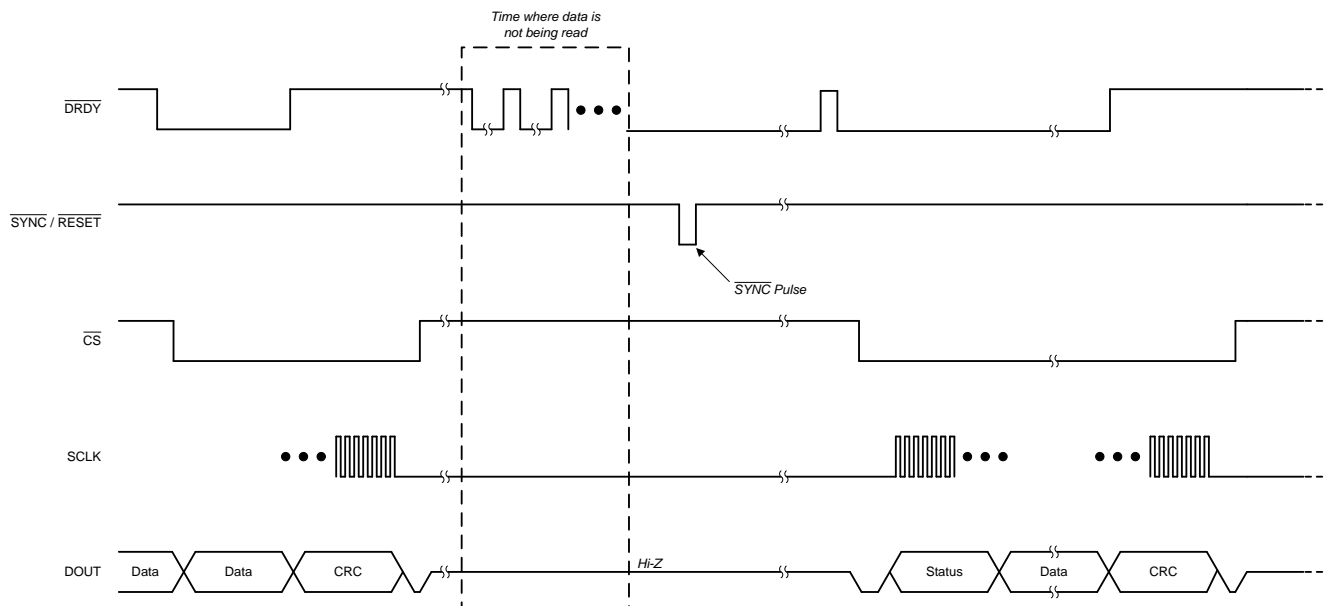 Time where data is
not being read
DRDY
SYNC / RESET
SYNC Pulse
CS
SCLK
Hi-Z
DOUT
Data
Data
CRC
Status
Data
CRC